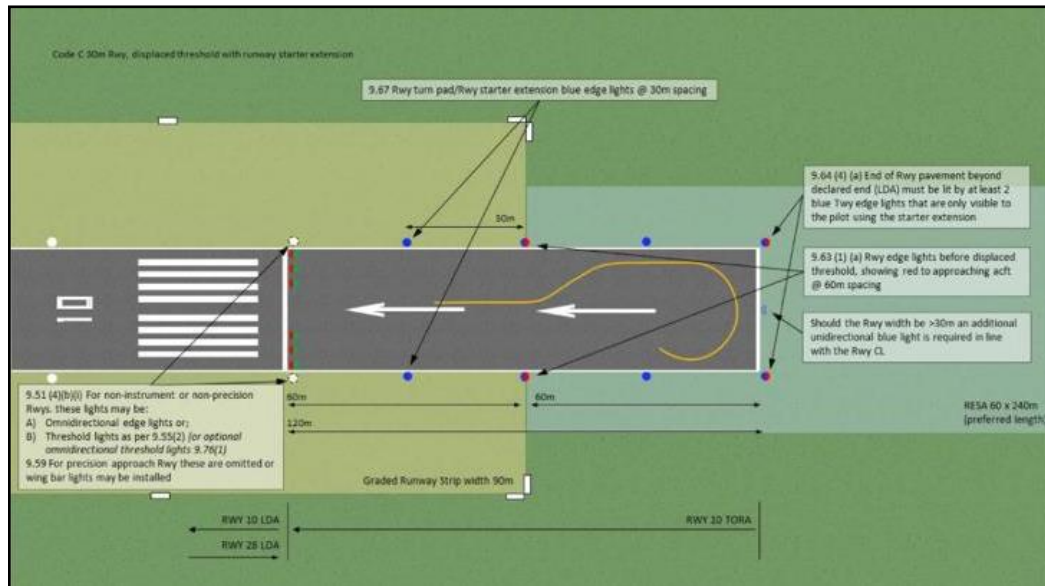 Code C 30m Rwy, displaced threshold with runway starter extension
9.67 Rwy turn pad/Rwy starter extension blue edge lights @ 30m spacing
9.64 (4) (a) End of Rwy pavement beyond
declared end (LDA) must be lit by at least 2
blue Twy edge lights that are only visible to
the pilot using the starter extension
30m
9.63 (1) (a) Rwy edge lights before displaced
threshold, showing red to approaching acft
@ 60m spacing
10
Should the Rwy width be >30m an additional
unidirectional blue light is required in line
with the Rwy CL
9.51 (4)(b)(i) For non-instrument or non-precision
Rwys. these lights may be:
A) Omnidirectional edge lights or;
B) Threshold lights as per 9.55(2) (or optional
omnidirectional threshold lights 9.76(1)
9.59 For precision approach Rwy these are omitted or
wing bar lights may be installed
60m
60m
120m
RESA 60 x 240m
(preferred length)
Graded Runway Strip width 90m
RWY 10 LDA
RWY 10 TORA
RWY 28 LDA